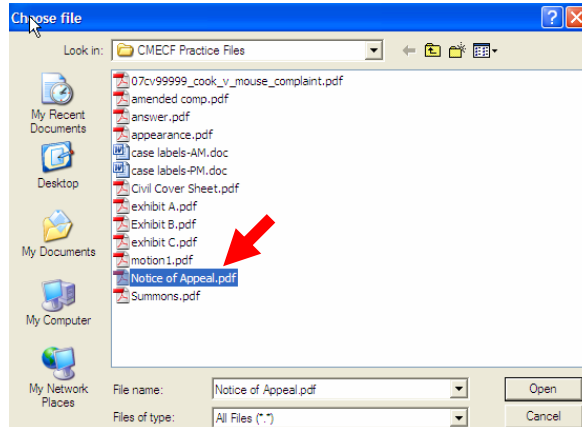 Choose file
Look in:
CMECF Practice Files
My Recent
Documents
Desktop
My Documents
My Computer
My Network
Places
07cv99999_cook_v_mouse_complaint.pdf
amended comp.pdf
answer.pdf
appearance.pdf
case labels-AM.doc
case labels-PM.doc
Civil Cover Sheet.pdf
exhibit A.pdf
Exhibit B.pdf
exhibit C.pdf
motion1.pdf
Notice of Appeal.pdf
Summons.pdf
File name:
Notice of Appeal.pdf
Open
Files of type:
All Files (*.*)
Cancel